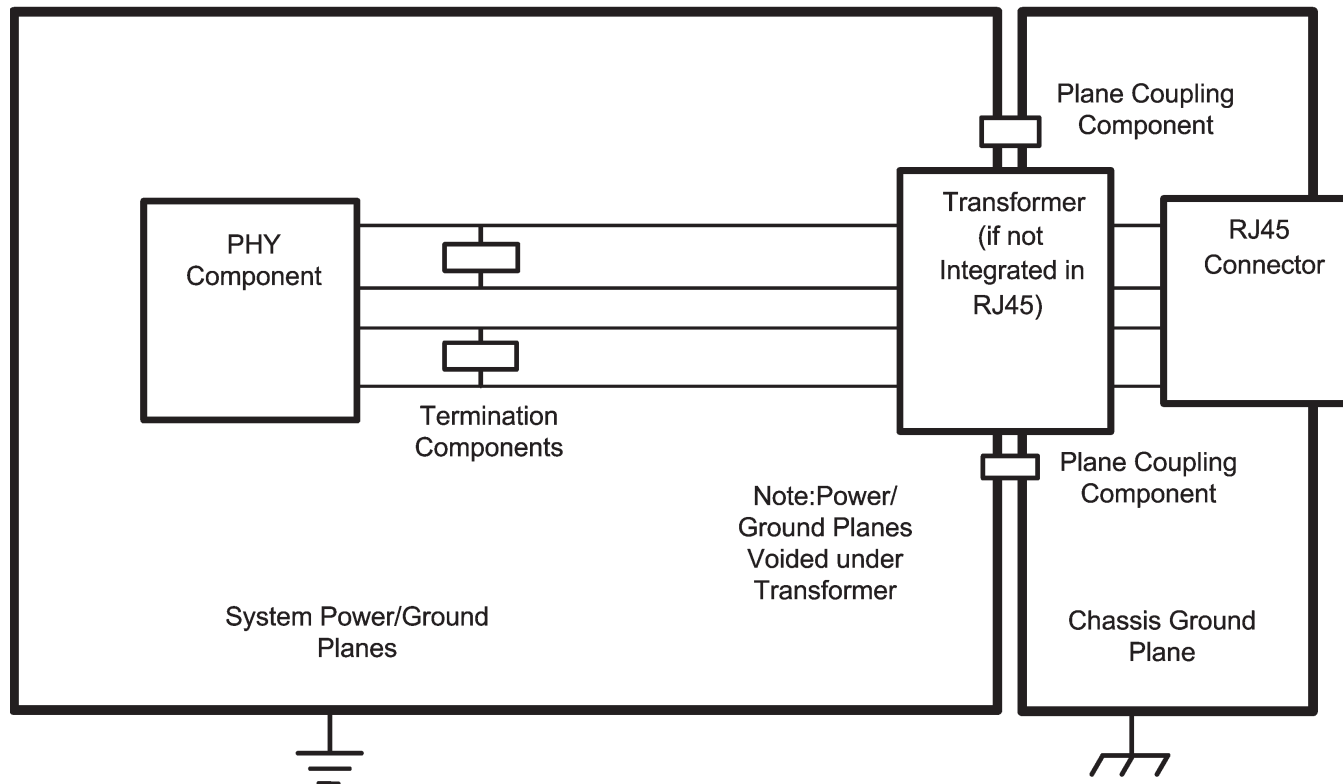 Plane Coupling
Component
PHY
Component
Transformer
(if not
Integrated in
RJ45)
RJ45
Connector
Termination
Components
Plane Coupling
Component
Note:Power/
Ground Planes
Voided under
Transformer
System Power/Ground
Planes
Chassis Ground
Plane